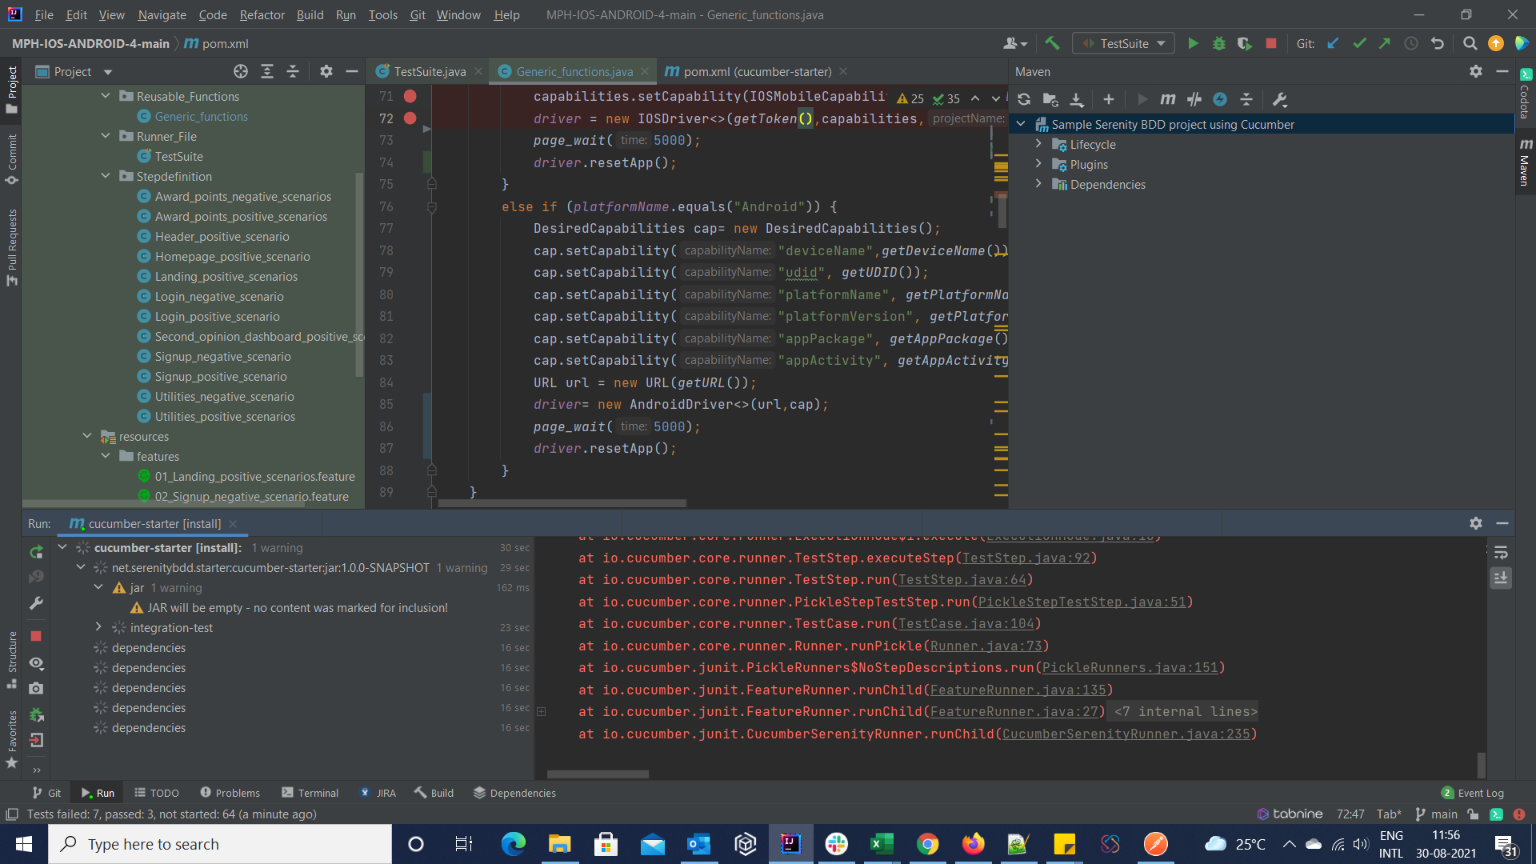 File Edit View Navigate Code Refactor Build Run Tools Git Window Help MPH-IOS-ANDROID-4-main - Generic_functions.java
MPH-IOS-ANDROID-4-main pom.xml TestSuite Git:
Project TestSuite.java Generic_functions.java pom.xml (cucumber-starter) Maven
Project
Commit
Pull Requests
Structure
Favorites
Reusable_Functions
Generic_functions
Runner_File
TestSuite
Stepdefinition
Award_points_negative_scenarios
Award_points_positive_scenarios
Header_positive_scenario
Homepage_positive_scenario
Landing_positive_scenarios
Login_negative_scenario
Login_positive_scenario
Second_opinion_dashboard_positive_sc
Signup_negative_scenario
Signup_positive_scenario
Utilities_negative_scenario
Utilities_positive_scenarios
resources
features
01_Landing_positive_scenarios.feature
02_Signup_negative_scenario.feature
25 35
71 capabilities.setCapability(IOSMobileCapabili
72 driver = new IOSDriver<>(getToken(),capabilities, projectName:
73 page_wait( time: 5000);
74 driver.resetApp();
75 }
76 else if (platformName.equals("Android")) {
77 DesiredCapabilities cap= new DesiredCapabilities();
78 cap.setCapability( capabilityName: "deviceName",getDeviceName())
79 cap.setCapability( capabilityName: "udid", getUDID());
80 cap.setCapability( capabilityName: "platformName", getPlatformNa
81 cap.setCapability( capabilityName: "platformVersion", getPlatfor
82 cap.setCapability( capabilityName: "appPackage", getAppPackage()
83 cap.setCapability( capabilityName: "appActivity", getAppActivity
84 URL url = new URL(getURL());
85 driver= new AndroidDriver<>(url,cap);
86 page_wait( time: 5000);
87 driver.resetApp();
88 }
89 }
Sample Serenity BDD project using Cucumber
Lifecycle
Plugins
Dependencies
Codota
Maven
Run: cucumber-starter [install]
cucumber-starter [install]: 1 warning 30 sec
net.serenitybdd.starter:cucumber-starter:jar:1.0.0-SNAPSHOT 1 warning 29 sec
jar 1 warning 162 ms
JAR will be empty - no content was marked for inclusion!
integration-test 23 sec
dependencies 16 sec
dependencies 16 sec
dependencies 16 sec
dependencies 16 sec
dependencies 16 sec
at io.cucumber.core.runner.ExecutionMode$1.execute(ExecutionMode.java:10)
at io.cucumber.core.runner.TestStep.executeStep(TestStep.java:92)
at io.cucumber.core.runner.TestStep.run(TestStep.java:64)
at io.cucumber.core.runner.PickleStepTestStep.run(PickleStepTestStep.java:51)
at io.cucumber.core.runner.TestCase.run(TestCase.java:104)
at io.cucumber.core.runner.Runner.runPickle(Runner.java:73)
at io.cucumber.junit.PickleRunners$NoStepDescriptions.run(PickleRunners.java:151)
at io.cucumber.junit.FeatureRunner.runChild(FeatureRunner.java:135)
at io.cucumber.junit.FeatureRunner.runChild(FeatureRunner.java:27) <7 internal lines>
at io.cucumber.junit.CucumberSerenityRunner.runChild(CucumberSerenityRunner.java:235)
Git Run TODO Problems Terminal JIRA Build Dependencies 2 Event Log
Tests failed: 7, passed: 3, not started: 64 (a minute ago) tabnine 72:47 Tab* main
Type here to search 25°C ENG INTL 11:56 30-08-2021 31